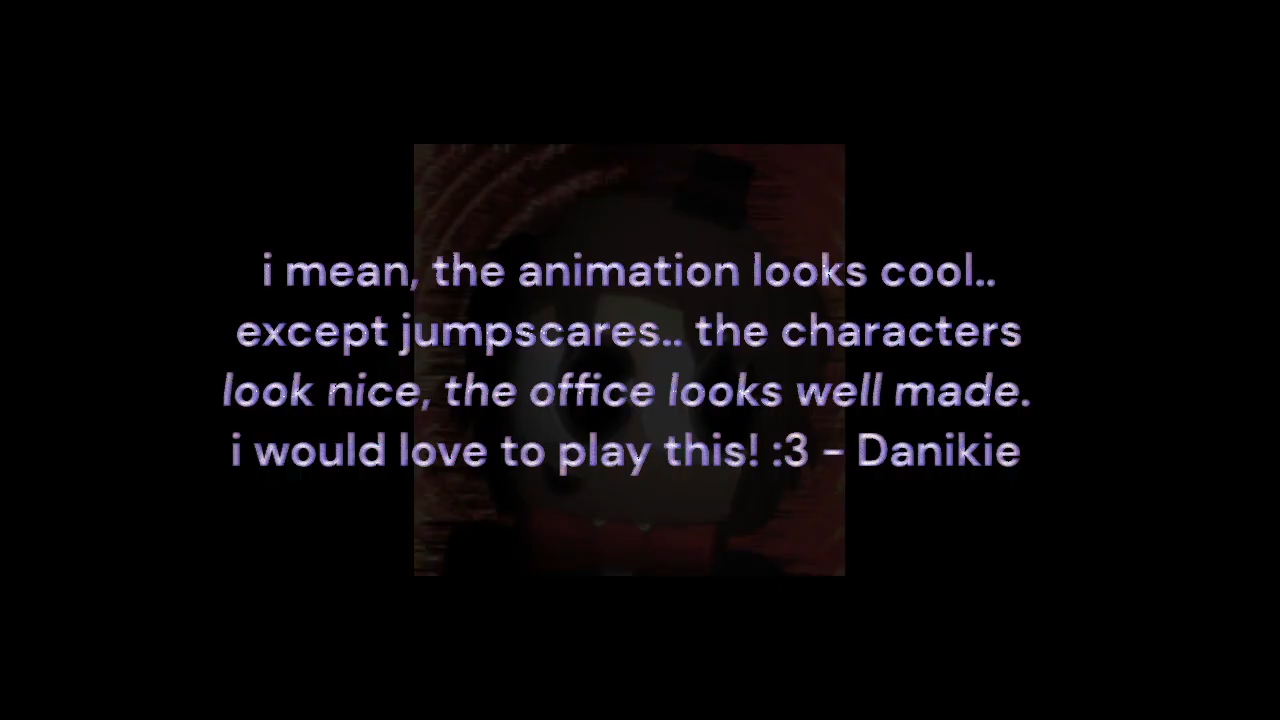 i mean, the animation looks cool..
except jumpscares.. the characters
look nice, the office looks well made.
i would love to play this! :3 - Danikie